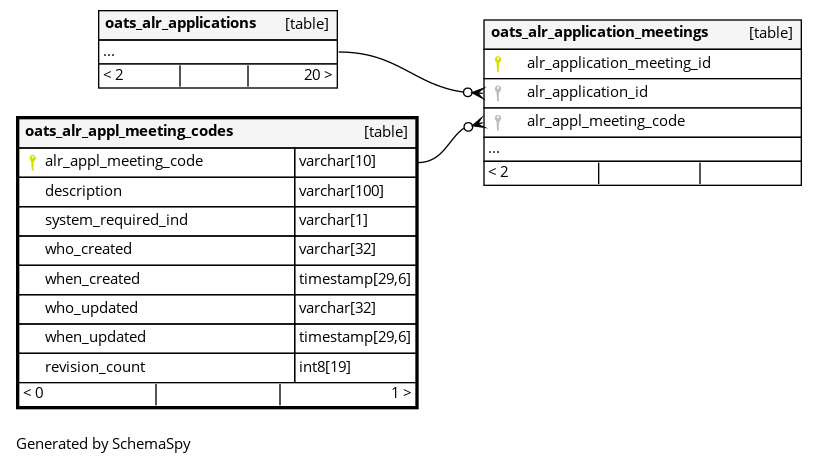 oats_alr_applications [table]
...
< 2 20 >
oats_alr_application_meetings [table]
alr_application_meeting_id
alr_application_id
alr_appl_meeting_code
...
< 2
oats_alr_appl_meeting_codes [table]
alr_appl_meeting_code varchar[10]
description varchar[100]
system_required_ind varchar[1]
who_created varchar[32]
when_created timestamp[29,6]
who_updated varchar[32]
when_updated timestamp[29,6]
revision_count int8[19]
< 0 1 >
Generated by SchemaSpy